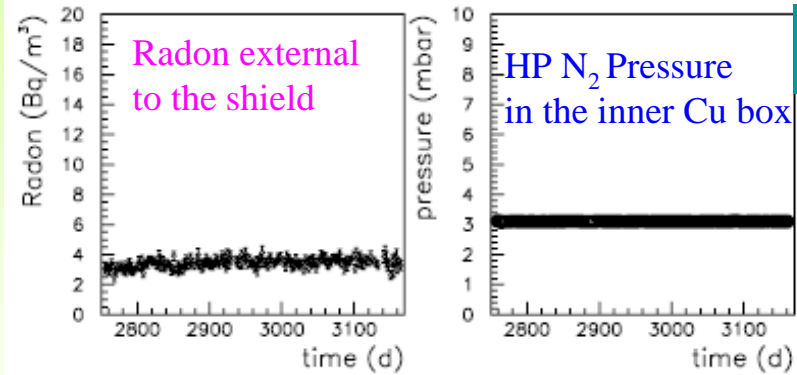 Radon (Bq/m³)
20
18
16
14
12
10
8
6
4
2
0
Radon external
to the shield
2800 2900 3000 3100
time (d)
pressure (mbar)
10
9
8
7
6
5
4
3
2
1
0
HP N₂ Pressure
in the inner Cu box
2800 2900 3000 3100
time (d)